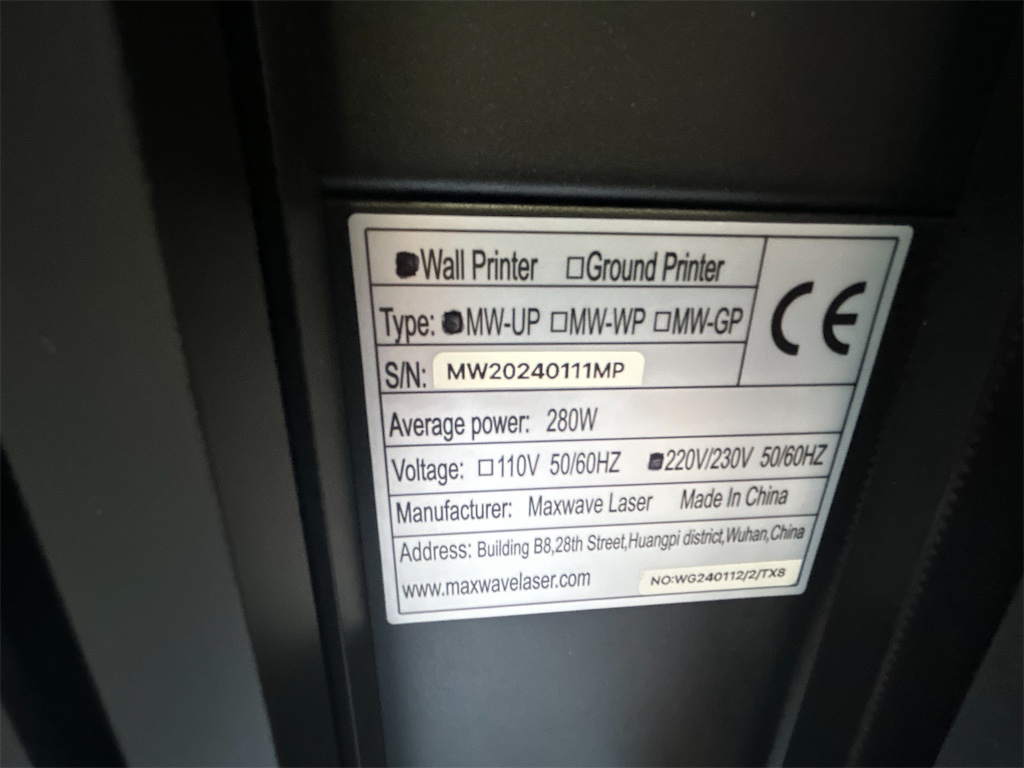 ■Wall Printer □Ground Printer
Type: ■MW-UP □MW-WP □MW-GP
CE
S/N: MW20240111MP
Average power: 280W
Voltage: □110V 50/60HZ ■220V/230V 50/60HZ
Manufacturer: Maxwave Laser Made In China
Address: Building B8,28th Street,Huangpi district,Wuhan,China
www.maxwavelaser.com NO:WG240112/2/TX8